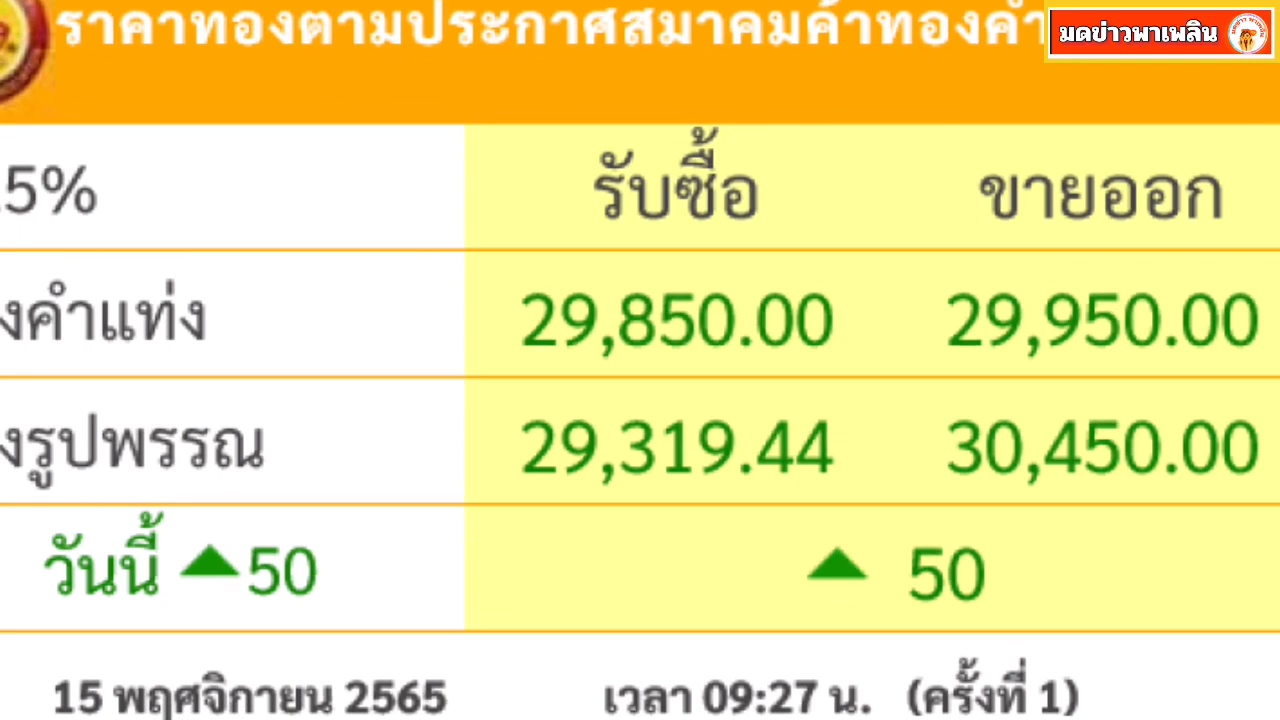 ราคาทองตามประกาศสมาคมค้าทองคำ
มดข่าวพาเพลิน
5% รับซื้อ ขายออก
งคำแท่ง 29,850.00 29,950.00
งรูปพรรณ 29,319.44 30,450.00
วันนี้ ▲50 ▲ 50
15 พฤศจิกายน 2565 เวลา 09:27 น. (ครั้งที่ 1)